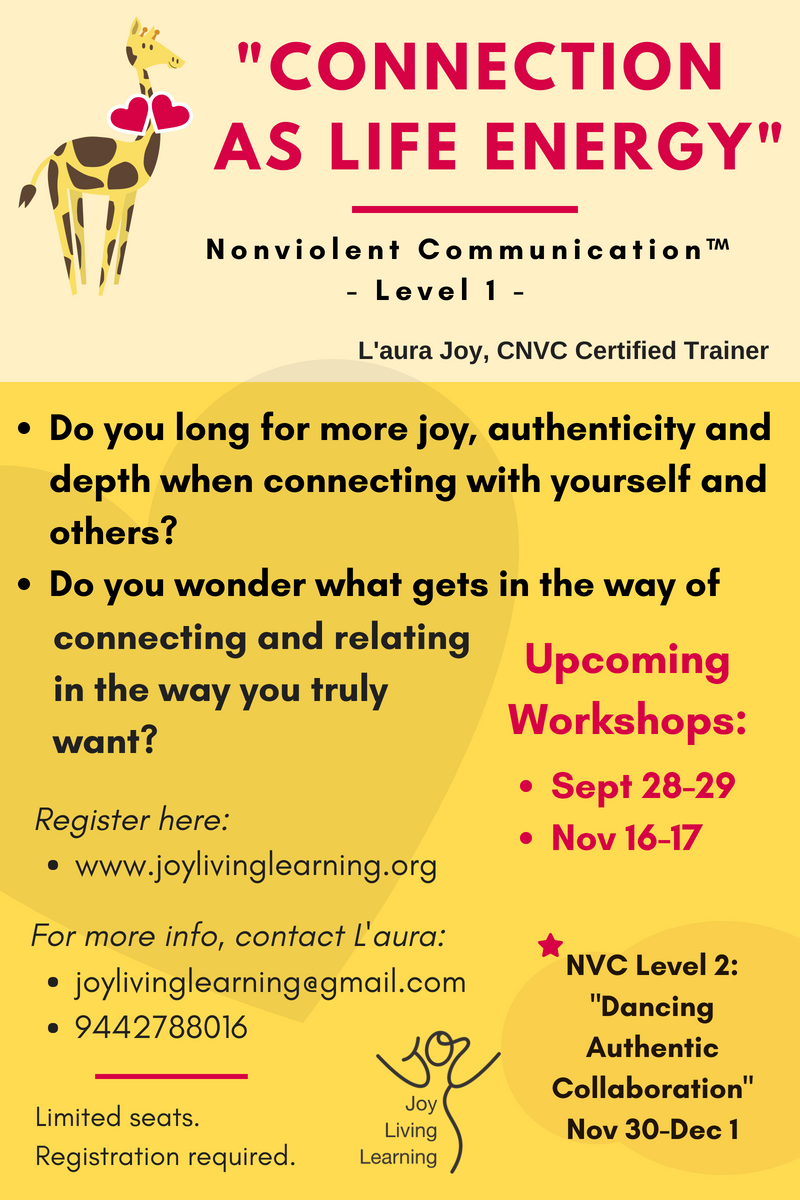 "CONNECTION
AS LIFE ENERGY"
Nonviolent Communication™
- Level 1 -
L'aura Joy, CNVC Certified Trainer
• Do you long for more joy, authenticity and
depth when connecting with yourself and
others?
• Do you wonder what gets in the way of
connecting and relating
in the way you truly
want?
Upcoming
Workshops:
• Sept 28-29
• Nov 16-17
Register here:
• www.joylivinglearning.org
For more info, contact L'aura:
• joylivinglearning@gmail.com
• 9442788016
Limited seats.
Registration required.
Joy
Living
Learning
NVC Level 2:
"Dancing
Authentic
Collaboration"
Nov 30-Dec 1